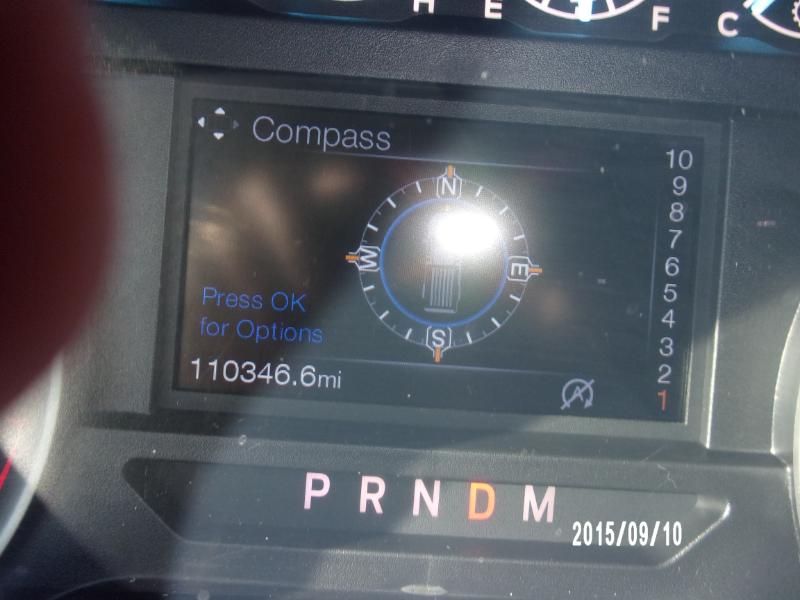 H E F C
Compass
N
W E
S
Press OK
for Options
110346.6mi
10
9
8
7
6
5
4
3
2
1
A
P R N D M
2015/09/10